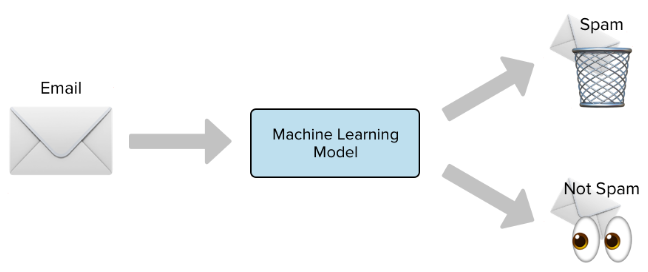 Email
Machine Learning
Model
Spam
Not Spam